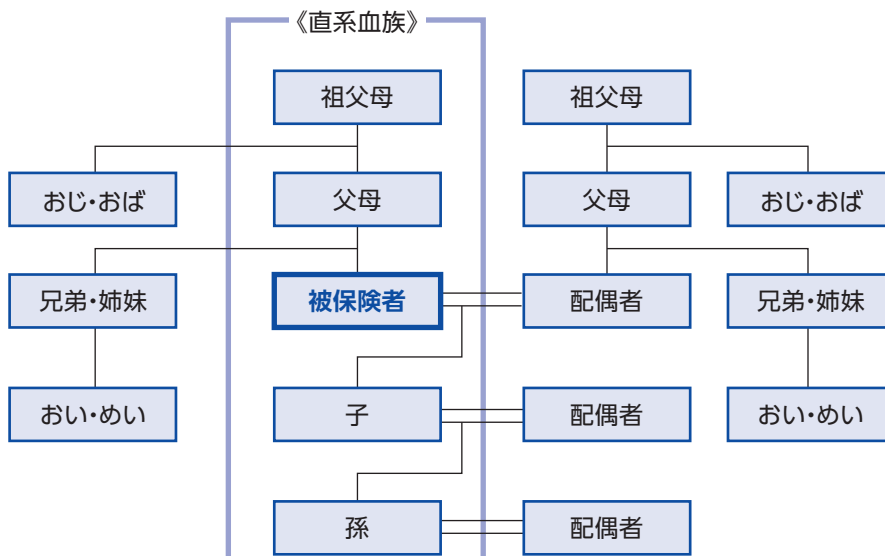 《直系血族》
祖父母
祖父母
おじ・おば
父母
父母
おじ・おば
兄弟・姉妹
被保険者
配偶者
兄弟・姉妹
おい・めい
子
配偶者
おい・めい
孫
配偶者